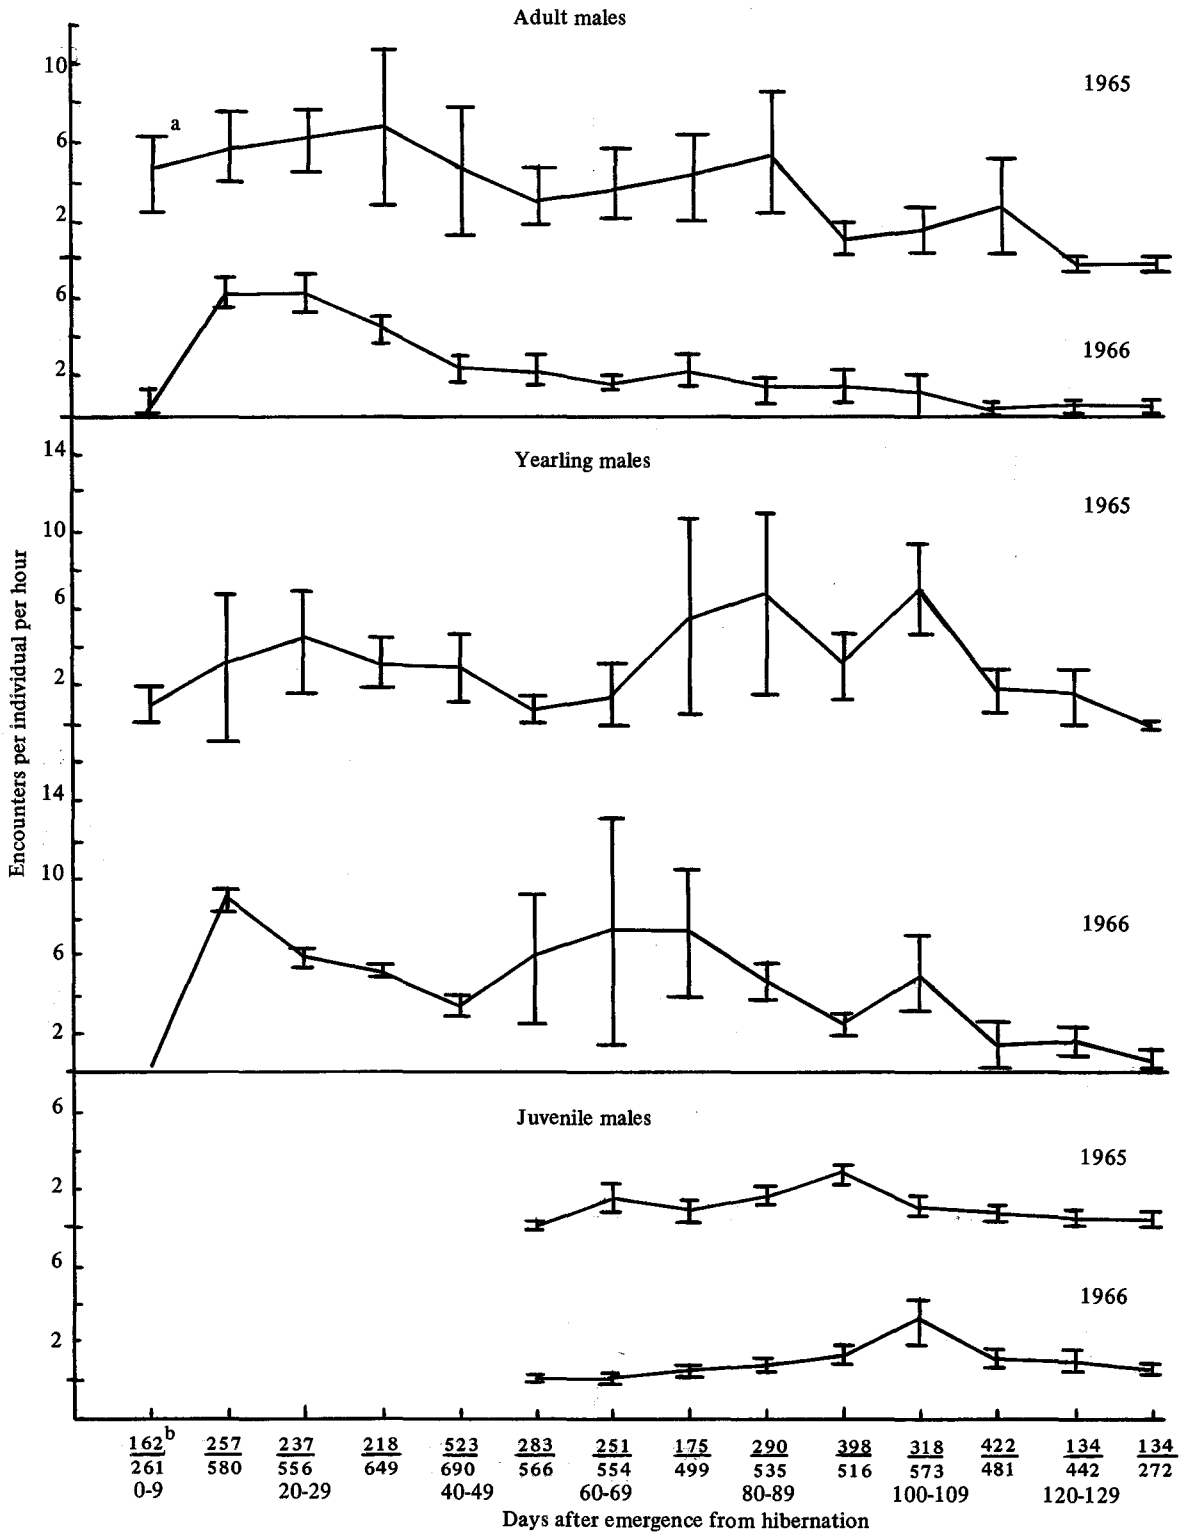 Adult males
10
1965
a
6
2
6
1966
2
14
Yearling males
1965
10
6
2
14
10
1966
6
2
6
Juvenile males
1965
2
6
1966
2
Encounters per individual per hour
162b 257 237 218 523 283 251 175 290 398 318 422 134 134
261 580 556 649 690 566 554 499 535 516 573 481 442 272
0-9 20-29 40-49 60-69 80-89 100-109 120-129
Days after emergence from hibernation